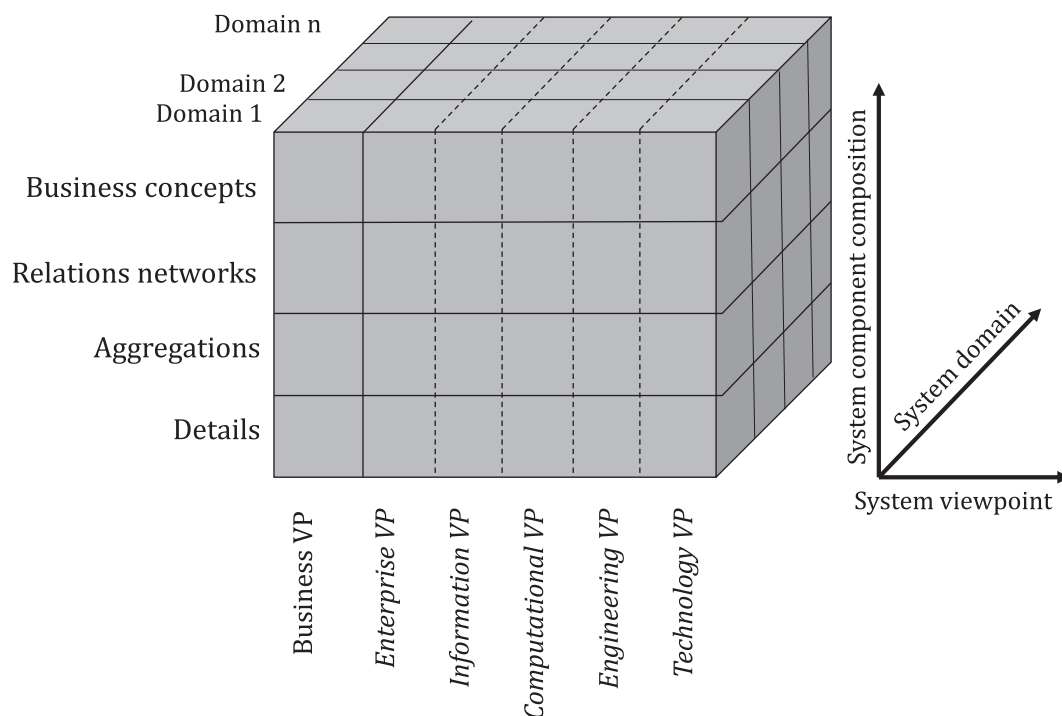 Domain n
Domain 2
Domain 1
Business concepts
Relations networks
Aggregations
Details
Business VP
Enterprise VP
Information VP
Computational VP
Engineering VP
Technology VP
System component composition
System domain
System viewpoint